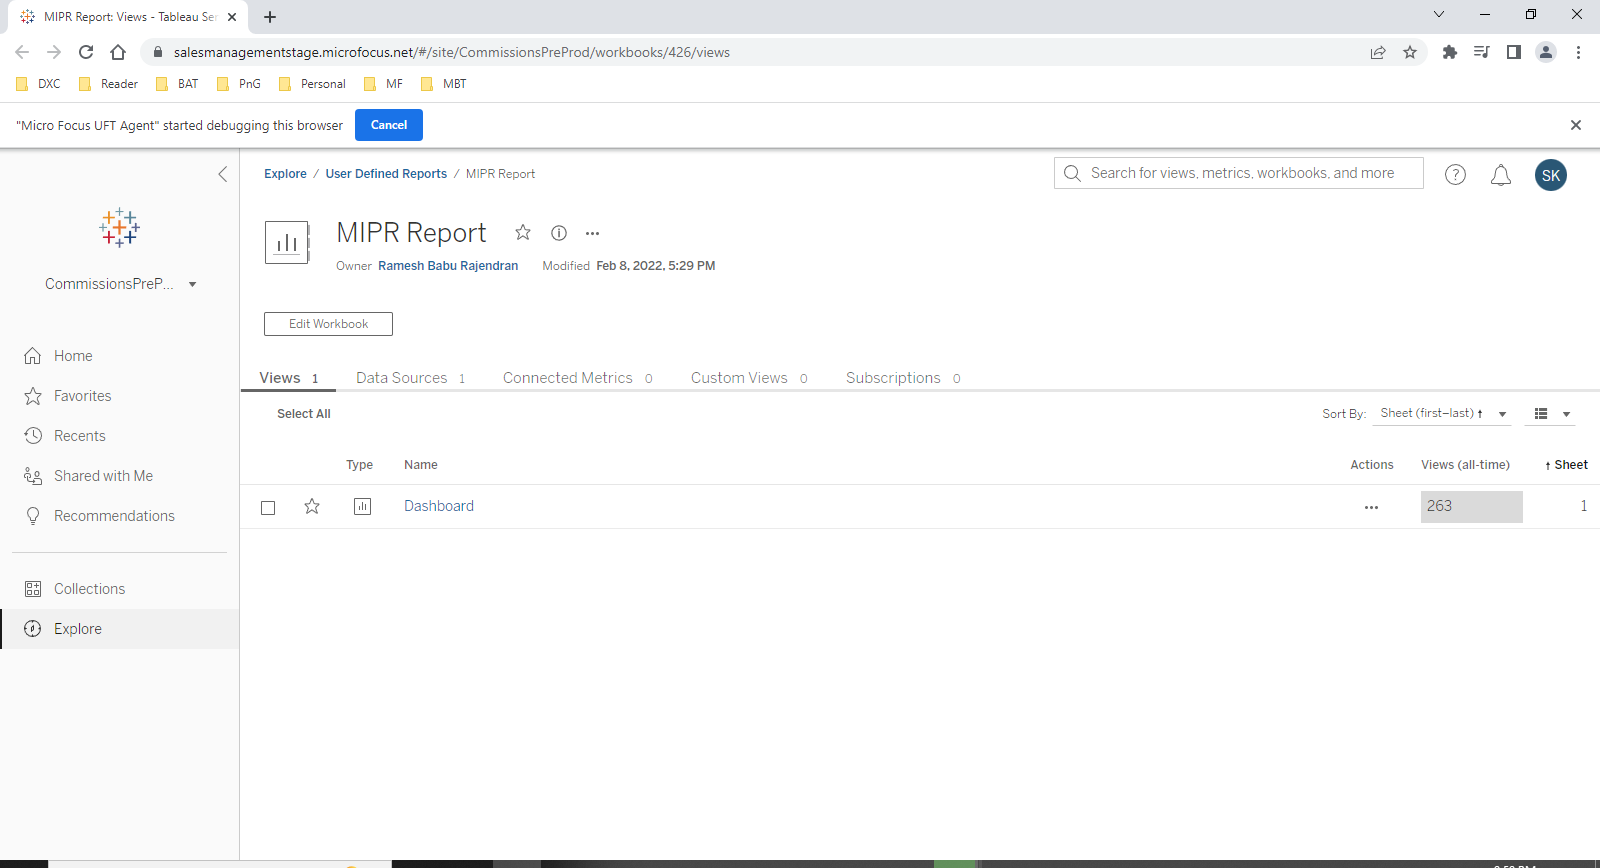 MIPR Report: Views - Tableau Ser
salesmanagementstage.microfocus.net/#/site/CommissionsPreProd/workbooks/426/views
DXC Reader BAT PnG Personal MF MBT
"Micro Focus UFT Agent" started debugging this browser Cancel
Explore / User Defined Reports / MIPR Report
Search for views, metrics, workbooks, and more
SK
MIPR Report
Owner Ramesh Babu Rajendran Modified Feb 8, 2022, 5:29 PM
CommissionsPreP...
Edit Workbook
Home
Favorites
Recents
Shared with Me
Recommendations
Collections
Explore
Views 1 Data Sources 1 Connected Metrics 0 Custom Views 0 Subscriptions 0
Select All
Sort By: Sheet (first–last) ↑
Type Name Actions Views (all-time) ↑ Sheet
Dashboard 263 1